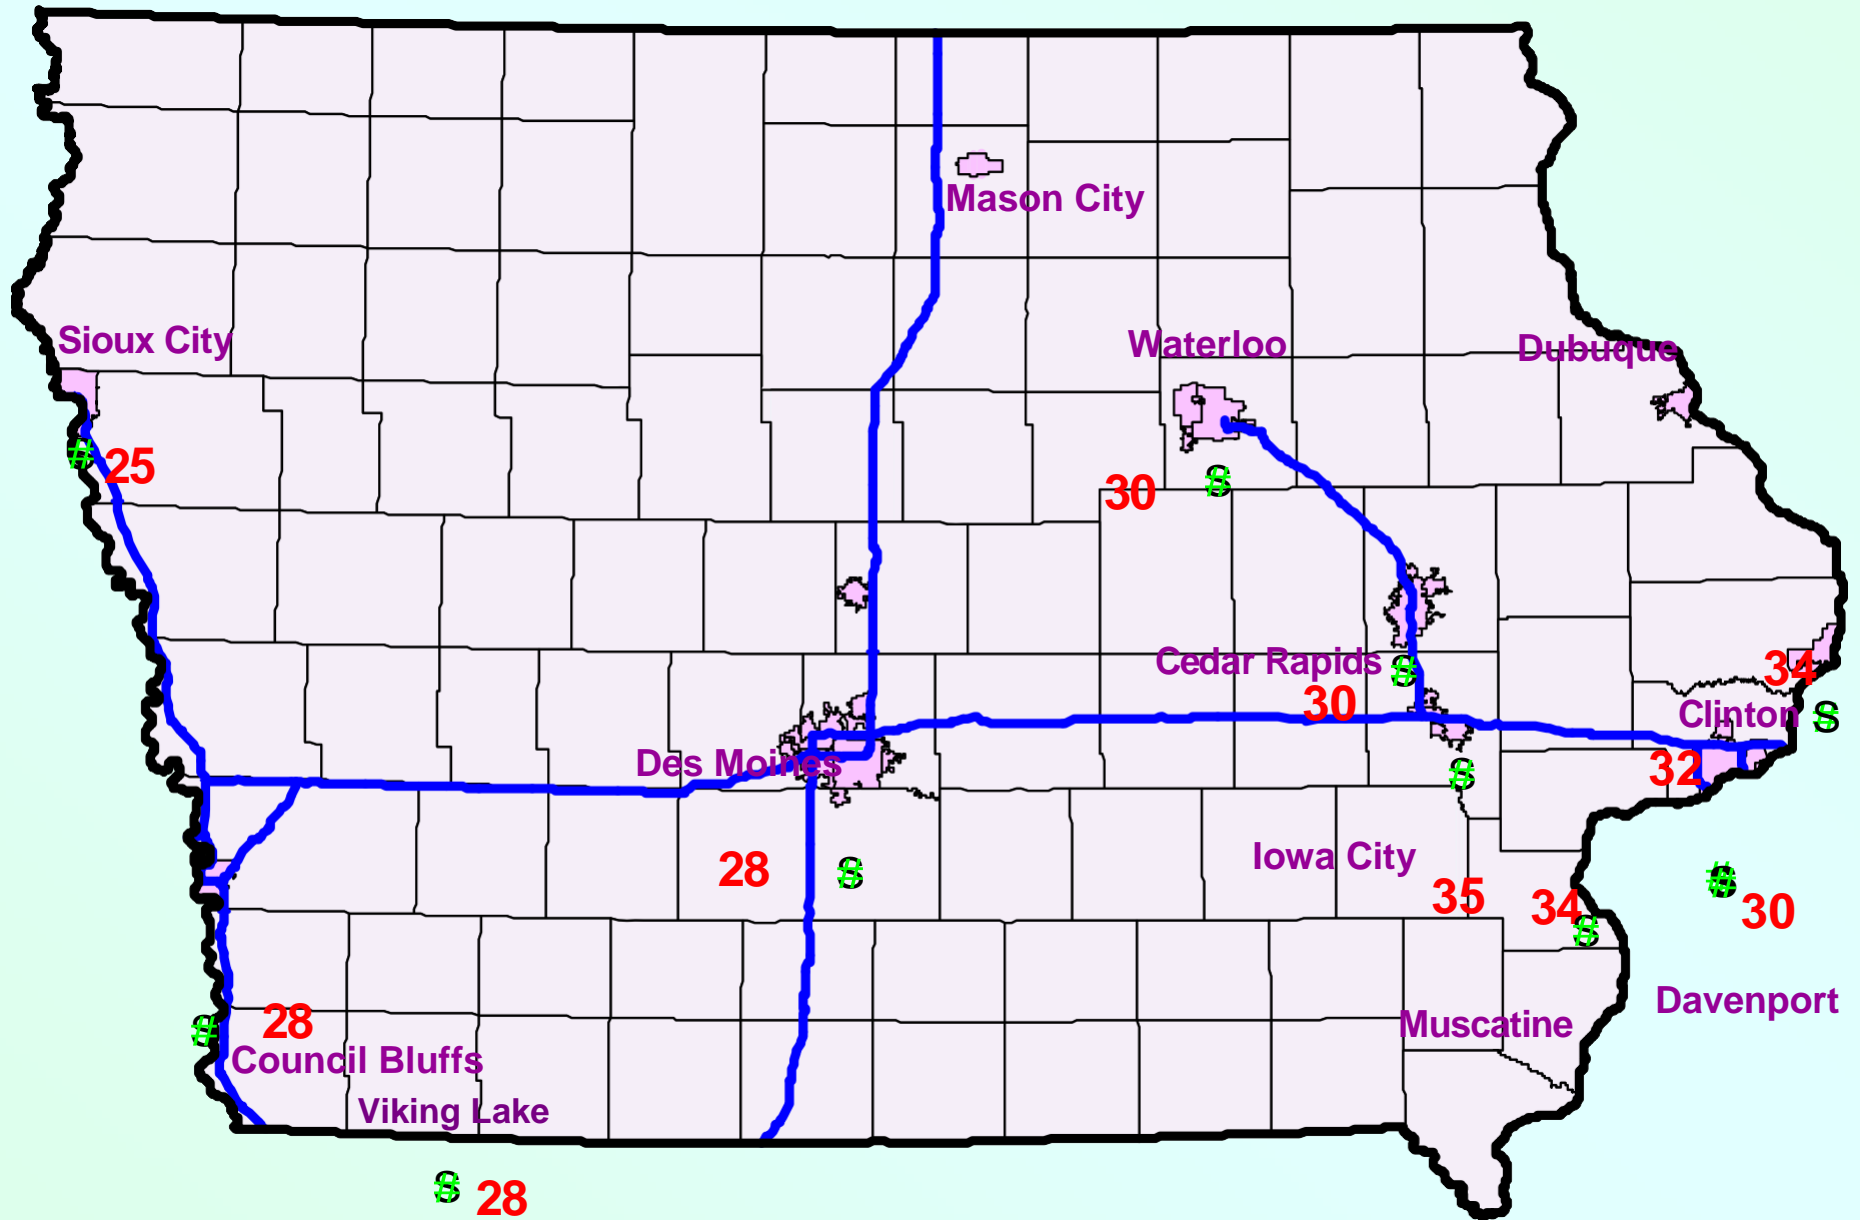 Mason City
Sioux City
Waterloo
Dubuque
#
25
30
#
Cedar Rapids
#
34
30
Clinton
#
Des Moines
32
#
Iowa City
28
#
35
34
#
#
30
Davenport
#
28
Muscatine
Council Bluffs
Viking Lake
#
28